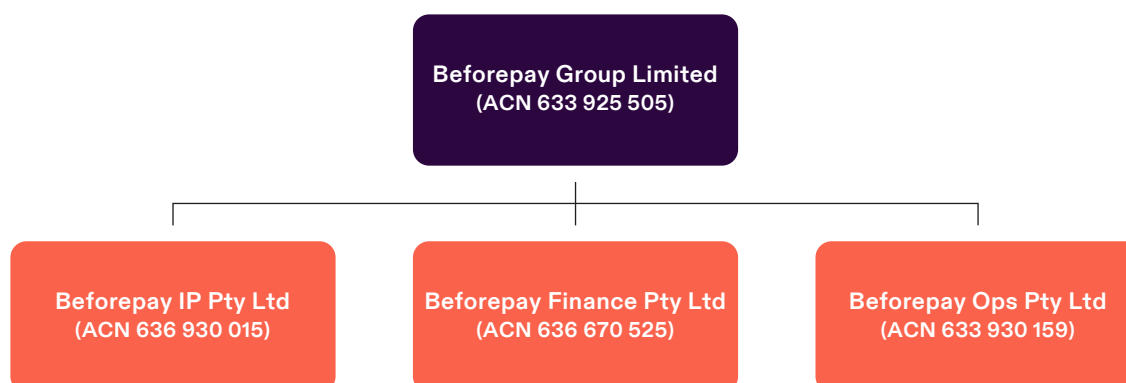 Beforepay Group Limited
(ACN 633 925 505)
Beforepay IP Pty Ltd
(ACN 636 930 015)
Beforepay Finance Pty Ltd
(ACN 636 670 525)
Beforepay Ops Pty Ltd
(ACN 633 930 159)